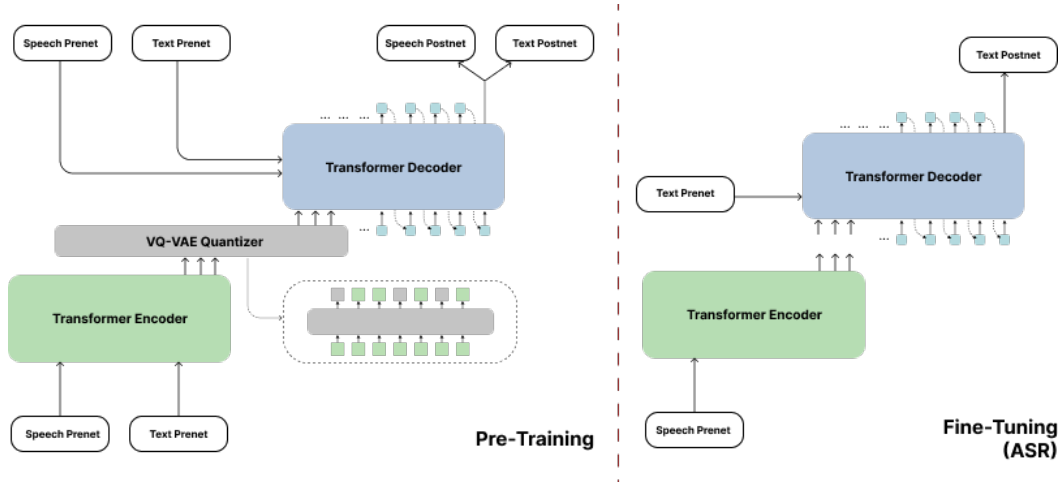 Speech Prenet
Text Prenet
Speech Postnet
Text Postnet
... ... ...
Transformer Decoder
...
VQ-VAE Quantizer
Transformer Encoder
Speech Prenet
Text Prenet
Pre-Training
Text Postnet
... ... ...
Transformer Decoder
Text Prenet
...
Transformer Encoder
Speech Prenet
Fine-Tuning
(ASR)